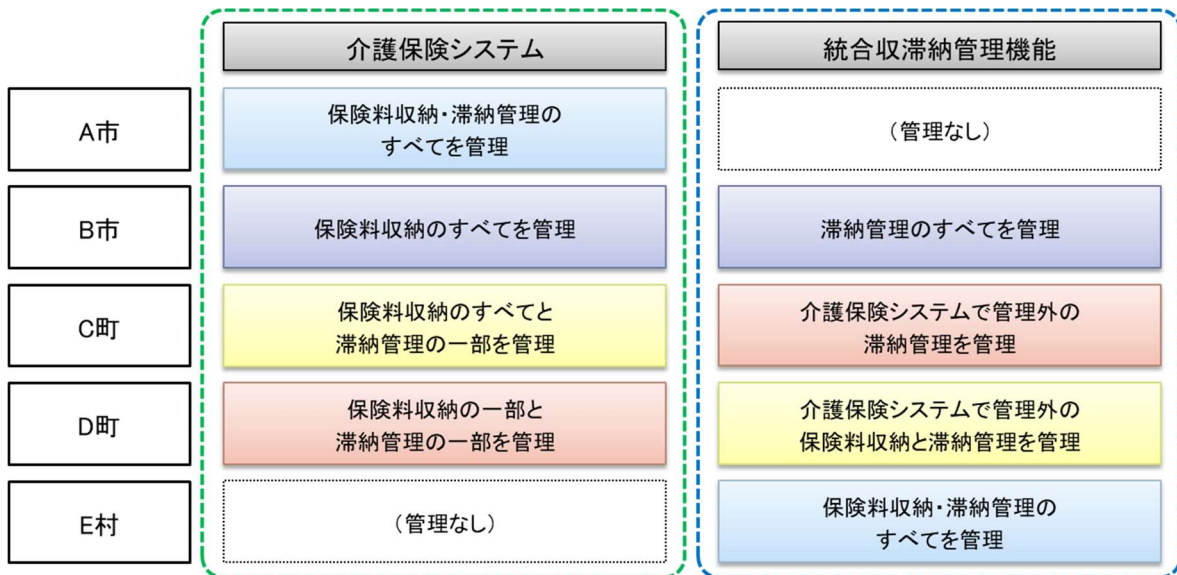 介護保険システム
統合収滞納管理機能
A市
保険料収納・滞納管理の
すべてを管理
（管理なし）
B市
保険料収納のすべてを管理
滞納管理のすべてを管理
C町
保険料収納のすべてと
滞納管理の一部を管理
介護保険システムで管理外の
滞納管理を管理
D町
保険料収納の一部と
滞納管理の一部を管理
介護保険システムで管理外の
保険料収納と滞納管理を管理
E村
（管理なし）
保険料収納・滞納管理の
すべてを管理